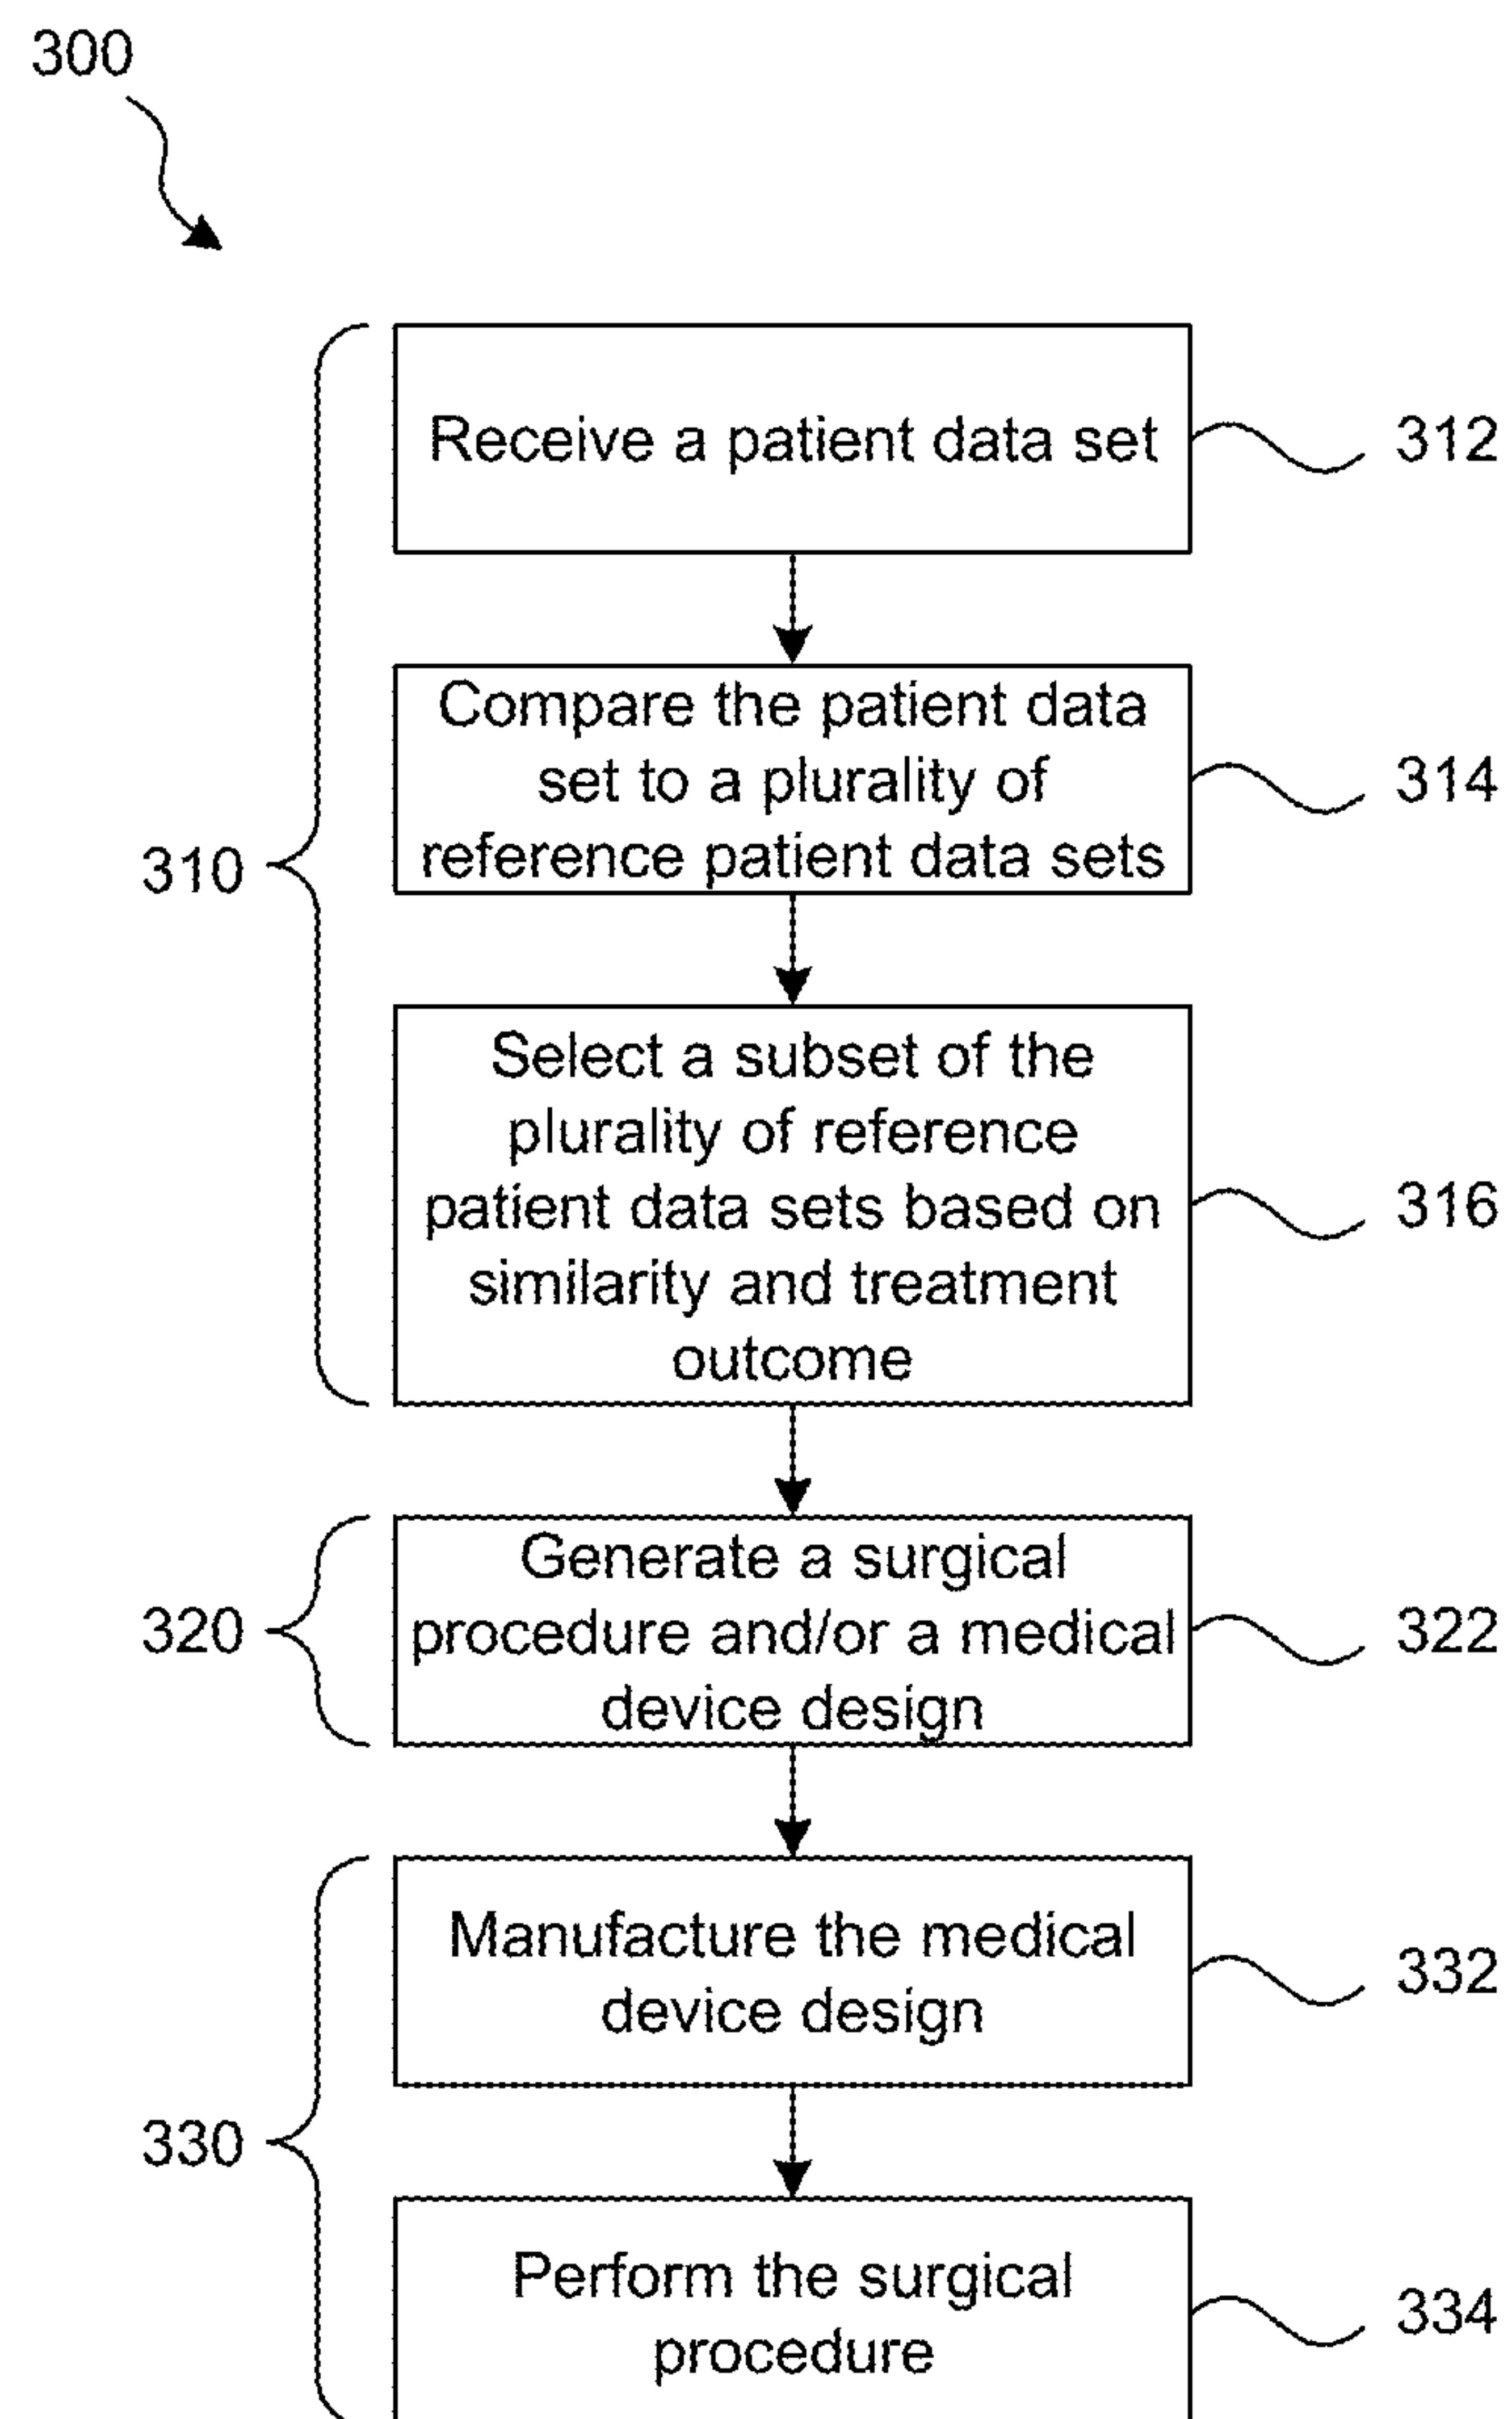 300
Receive a patient data set
312
Compare the patient data
set to a plurality of
reference patient data sets
314
310
Select a subset of the
plurality of reference
patient data sets based on
similarity and treatment
outcome
316
Generate a surgical
procedure and/or a medical
device design
320
322
Manufacture the medical
device design
332
330
Perform the surgical
procedure
334